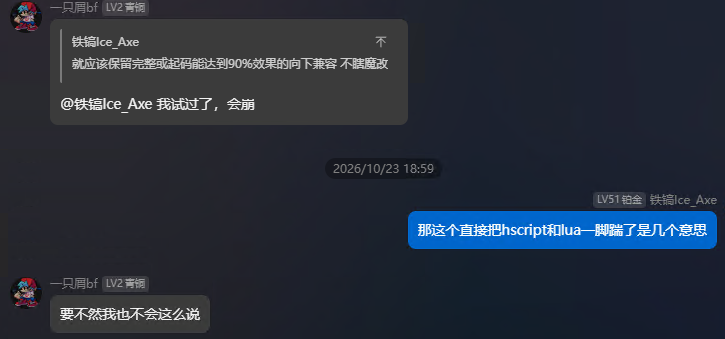 一只屑bf LV2 青铜
铁镐Ice_Axe
就应该保留完整或起码能达到90%效果的向下兼容 不瞎魔改
@铁镐Ice_Axe 我试过了，会崩
2026/10/23 18:59
LV51 铂金 铁镐Ice_Axe
那这个直接把hscript和lua一脚踹了是几个意思
一只屑bf LV2 青铜
要不然我也不会这么说